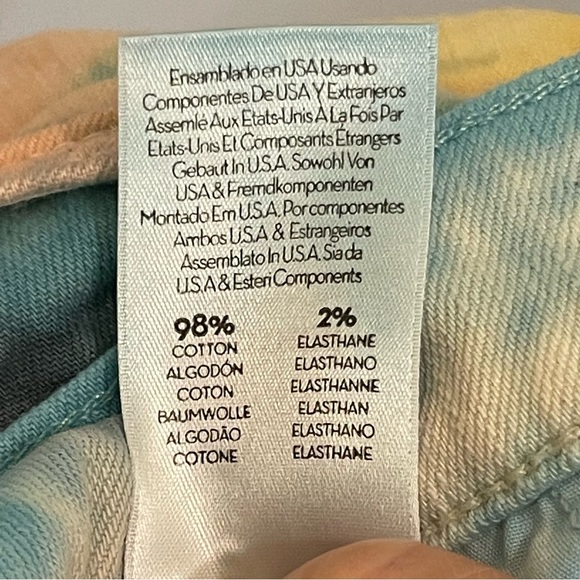 Ensamblado en USA Usando
Componentes De USA Y Extranjeros
Assemlé Aux Etats-Unis À La Fois Par
Etats-Unis Et Composants Étrangers
Gebaut In U.S.A. Sowohl Von
USA & Fremdkomponenten
Montado Em U.S.A. Por componentes
Ambos U.S.A & Estrangeiros
Assemblato In U.S.A. Sia da
U.S.A & Esteri Components
98% 2%
COTTON ELASTHANE
ALGODÓN ELASTHANO
COTON ELASTHANNE
BAUMWOLLE ELASTHAN
ALGODÃO ELASTHANO
COTONE ELASTHANE